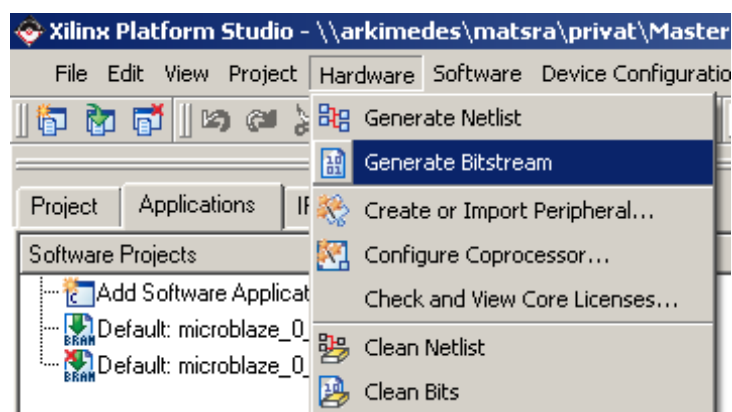 Xilinx Platform Studio - \\arkimedes\matsra\privat\Master
File Edit View Project Hardware Software Device Configuratio
Generate Netlist
Generate Bitstream
Project Applications IF
Create or Import Peripheral...
Software Projects
Configure Coprocessor...
Add Software Applicat
Check and View Core Licenses...
Default: microblaze_0_
Default: microblaze_0_
Clean Netlist
Clean Bits